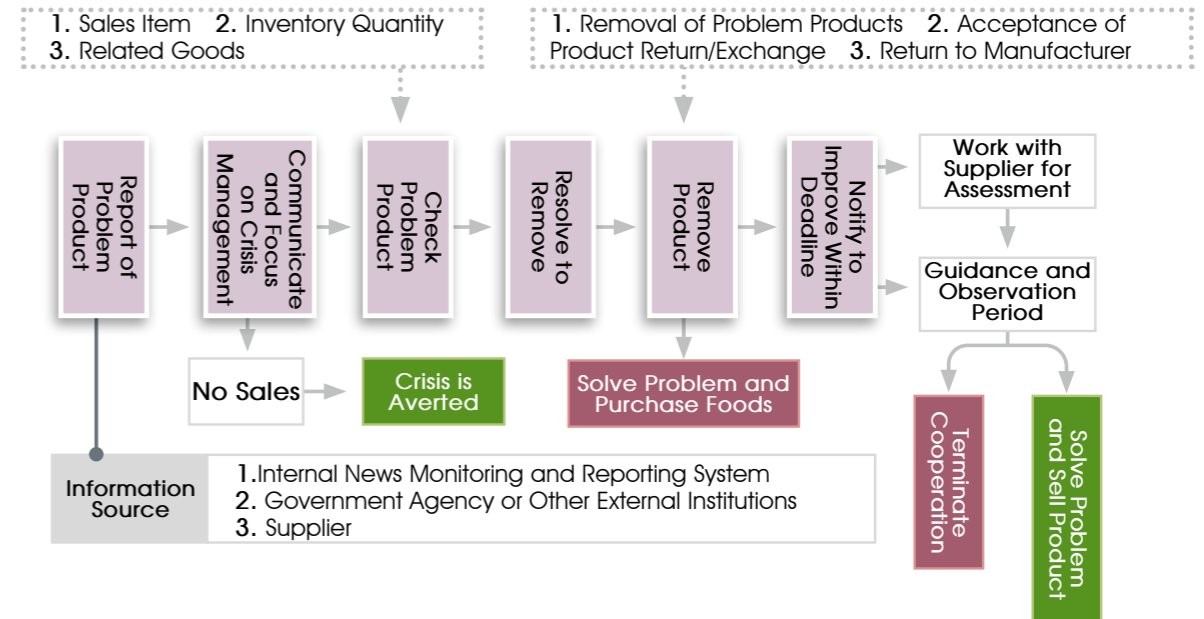 1. Sales Item 2. Inventory Quantity
3. Related Goods
1. Removal of Problem Products 2. Acceptance of
Product Return/Exchange 3. Return to Manufacturer
Report of
Problem
Product
Communicate
and Focus
on Crisis
Management
Check
Problem
Product
Resolve to
Remove
Remove
Product
Notify to
Improve Within
Deadline
Work with
Supplier for
Assessment
Guidance and
Observation
Period
No Sales
Crisis is
Averted
Solve Problem and
Purchase Foods
Terminate
Cooperation
Solve Problem
and Sell Product
Information
Source
1.Internal News Monitoring and Reporting System
2. Government Agency or Other External Institutions
3. Supplier